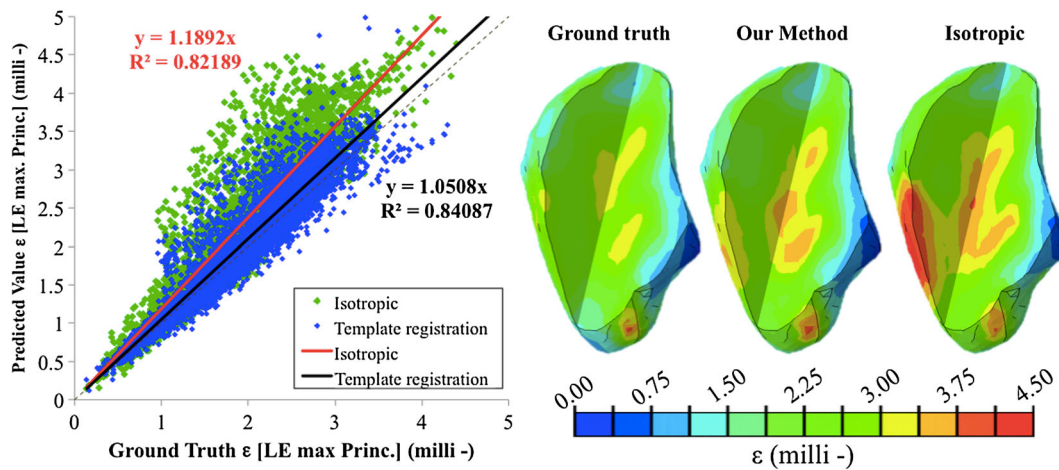 5
4.5
4
3.5
3
2.5
2
1.5
1
0.5
0
0 1 2 3 4 5
Predicted Value ε [LE max. Princ.] (milli -)
Ground Truth ε [LE max Princ.] (milli -)
y = 1.1892x
R² = 0.82189
y = 1.0508x
R² = 0.84087
Isotropic
Template registration
Isotropic
Template registration
Ground truth Our Method Isotropic
0.00 0.75 1.50 2.25 3.00 3.75 4.50
ε (milli -)